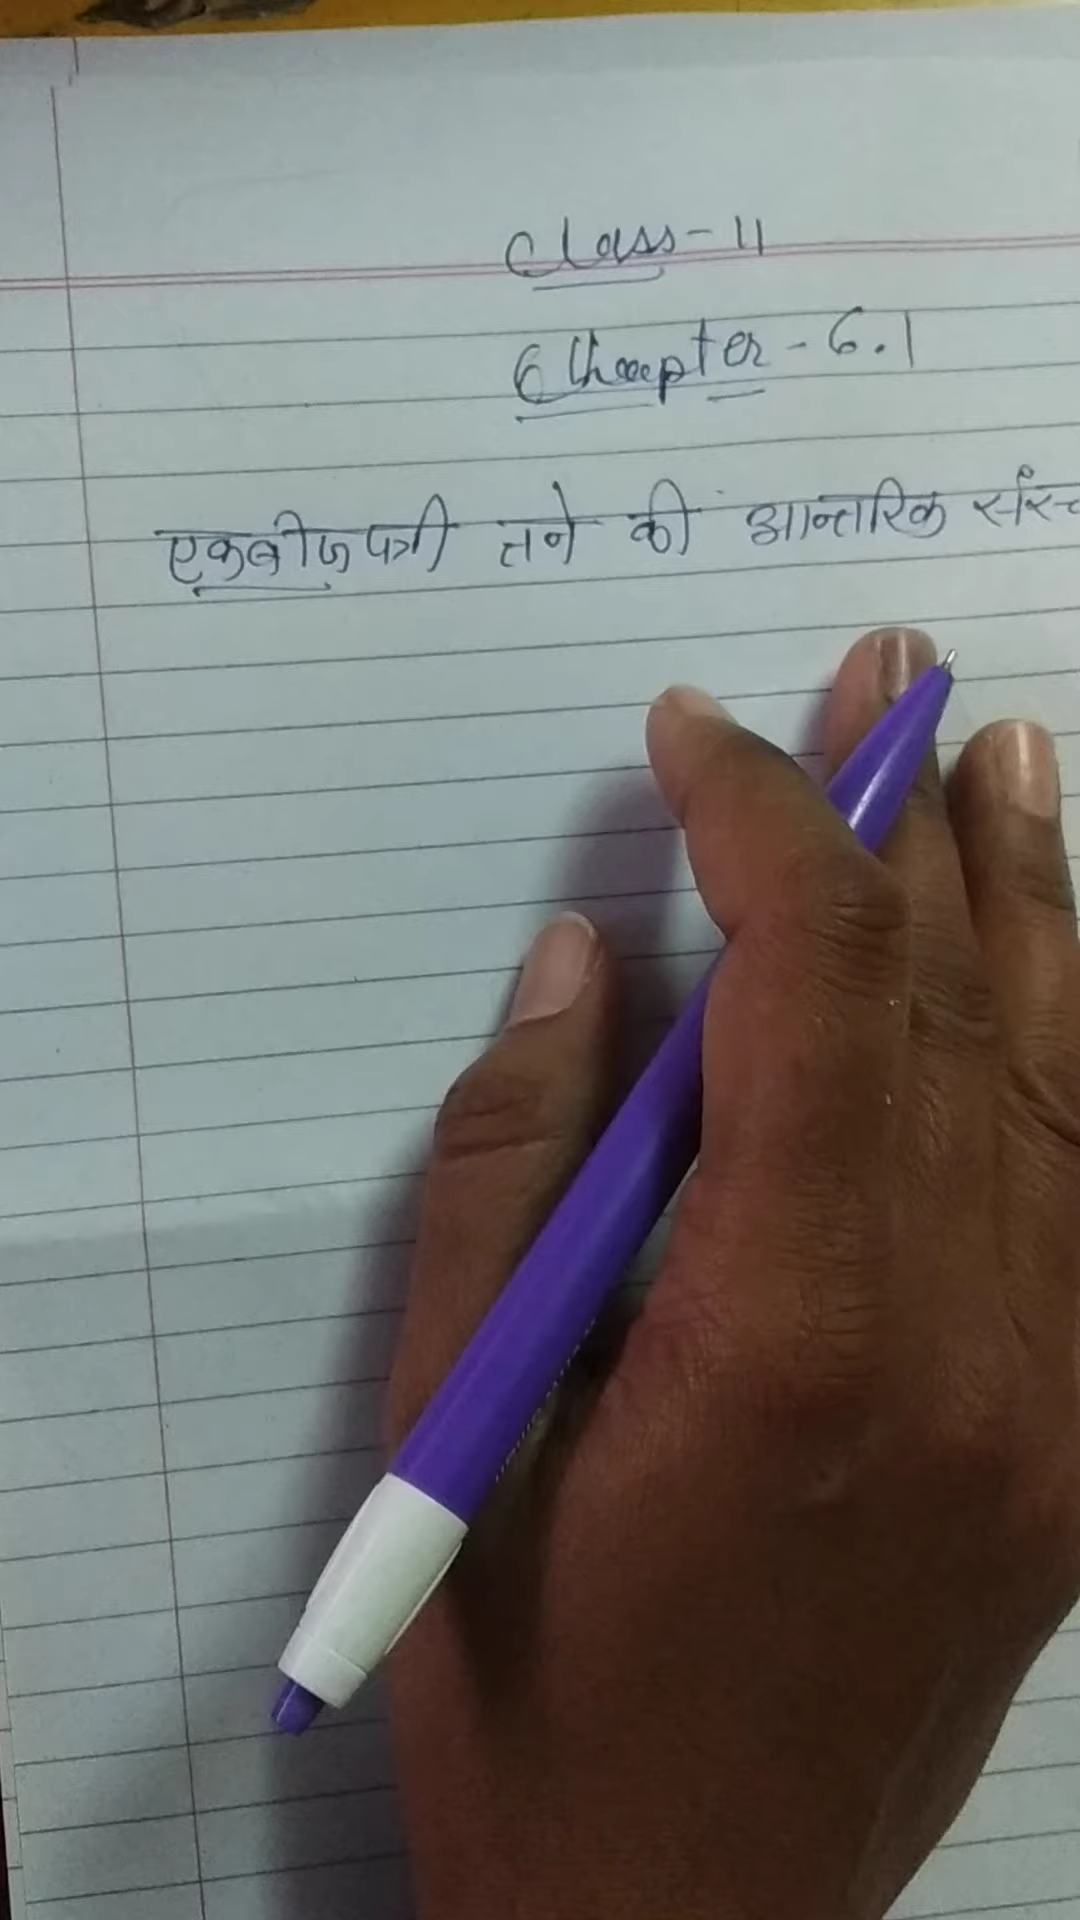 Class-11
Chapter-6.1
एकबीजपत्री तने की आन्तरिक